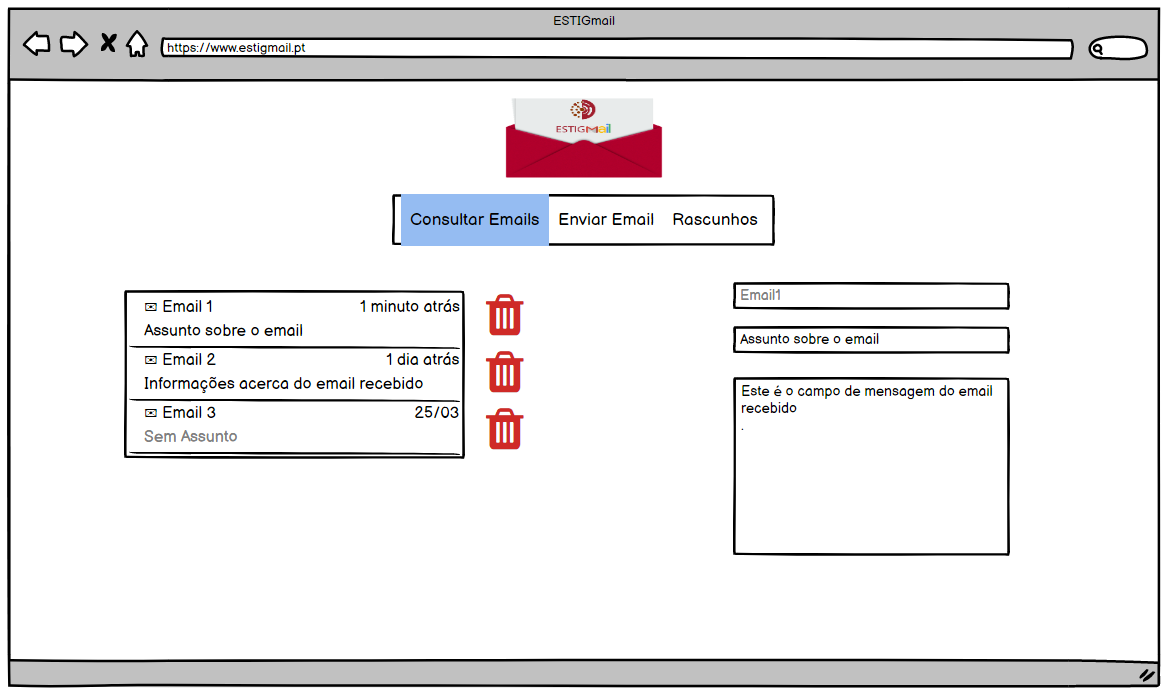 ESTIGmail
https://www.estigmail.pt
ESTIGMail
Consultar Emails Enviar Email Rascunhos
Email 1 1 minuto atrás
Assunto sobre o email
Email 2 1 dia atrás
Informações acerca do email recebido
Email 3 25/03
Sem Assunto
Email1
Assunto sobre o email
Este é o campo de mensagem do email
recebido
.